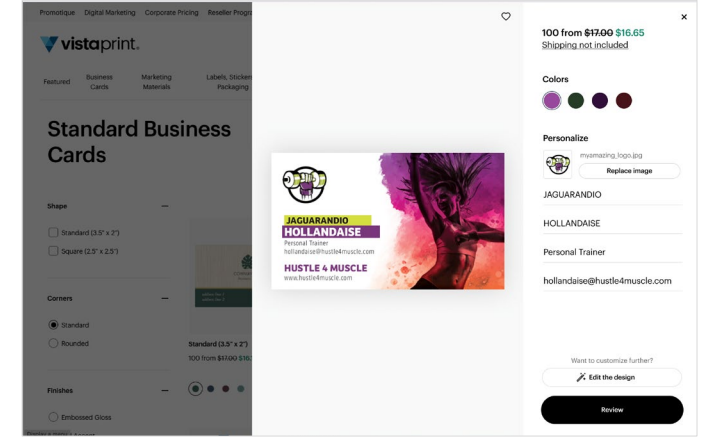 Promotique Digital Marketing Corporate Pricing Reseller Progra
vistaprint.
Featured
Business Cards
Marketing Materials
Labels, Stickers Packaging
Standard Business Cards
Shape
Standard (3.5" x 2")
Square (2.5" x 2.5")
Corners
Standard
Rounded
Finishes
Embossed Gloss
Standard (3.5" x 2")
100 from $17.00 $16.
JAGUARANDIO
HOLLANDAISE
Personal Trainer
hollandaise@hustle4muscle.com
HUSTLE 4 MUSCLE
www.hustle4muscle.com
100 from $17.00 $16.65
Shipping not included
Colors
Personalize
myamazing_logo.jpg
Replace image
JAGUARANDIO
HOLLANDAISE
Personal Trainer
hollandaise@hustle4muscle.com
Want to customize further?
Edit the design
Review